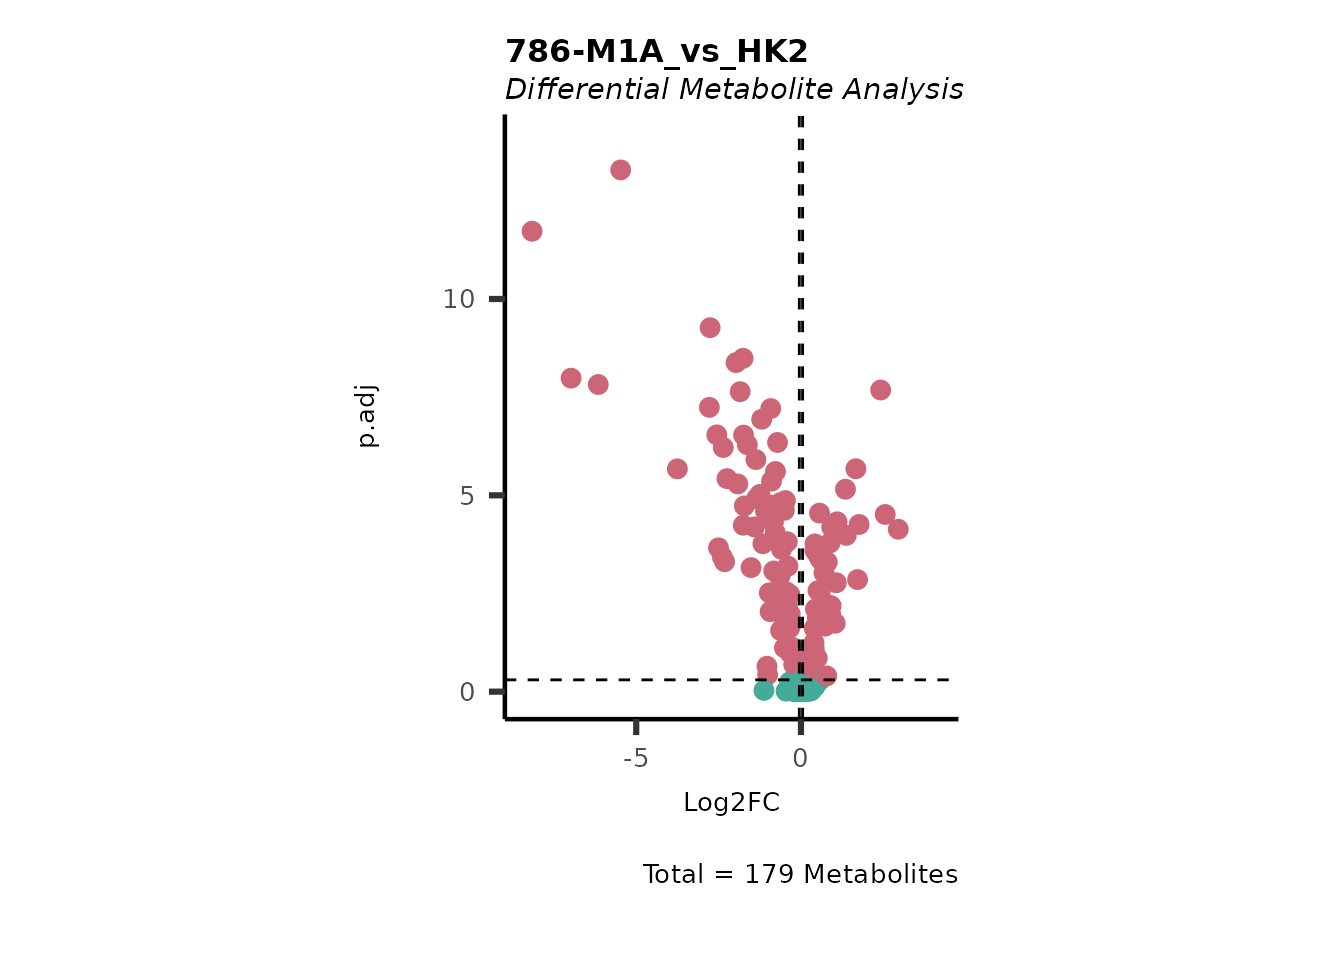 786-M1A_vs_HK2
Differential Metabolite Analysis
10
5
0
p.adj
-5
0
Log2FC
Total = 179 Metabolites